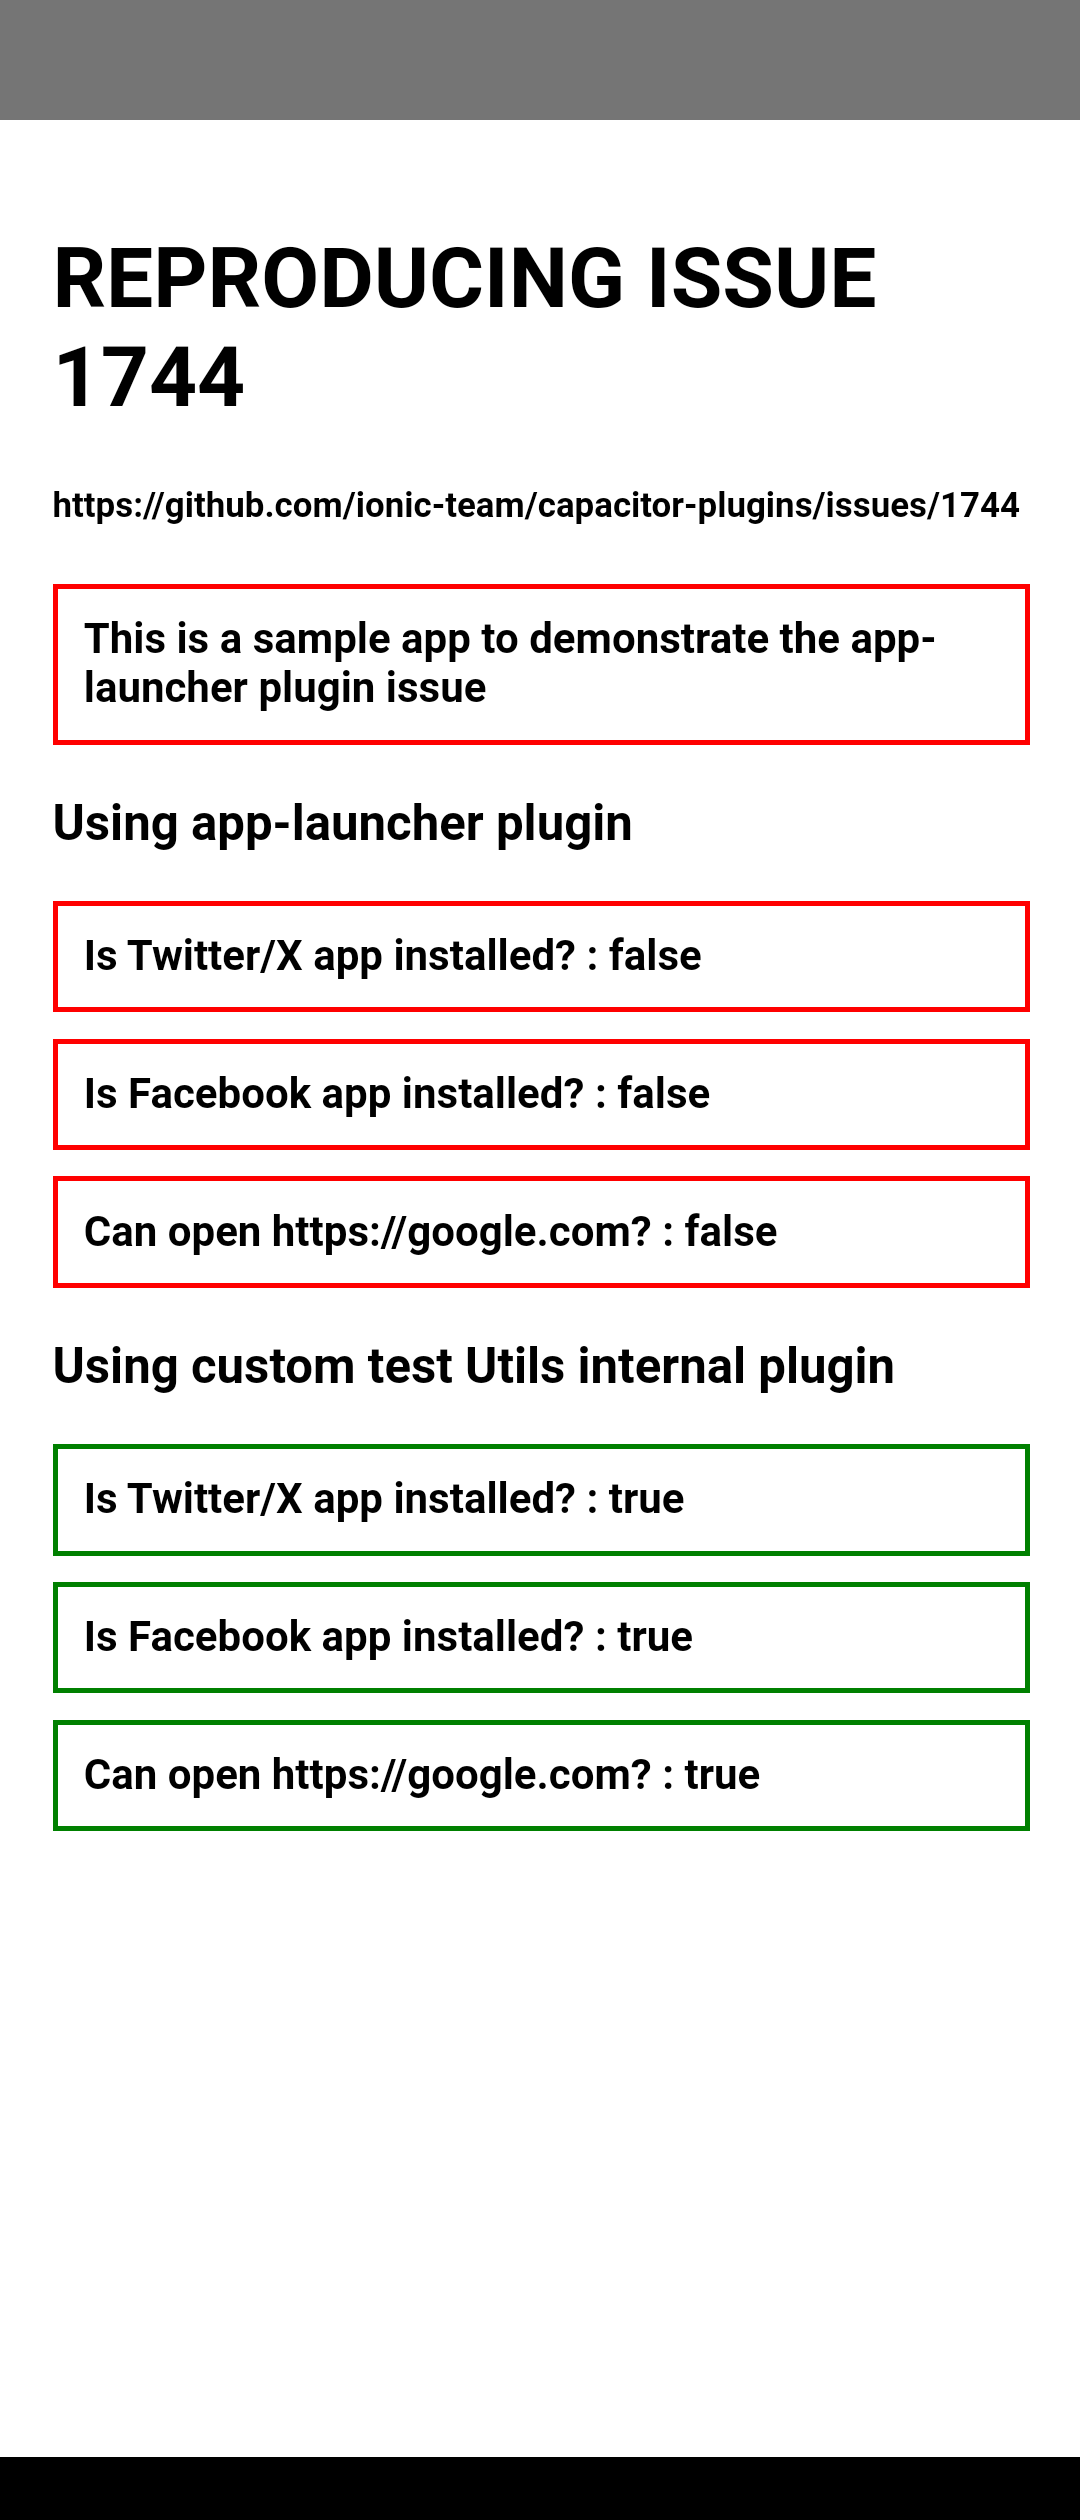 REPRODUCING ISSUE
1744
https://github.com/ionic-team/capacitor-plugins/issues/1744
This is a sample app to demonstrate the app-
launcher plugin issue
Using app-launcher plugin
Is Twitter/X app installed? : false
Is Facebook app installed? : false
Can open https://google.com? : false
Using custom test Utils internal plugin
Is Twitter/X app installed? : true
Is Facebook app installed? : true
Can open https://google.com? : true